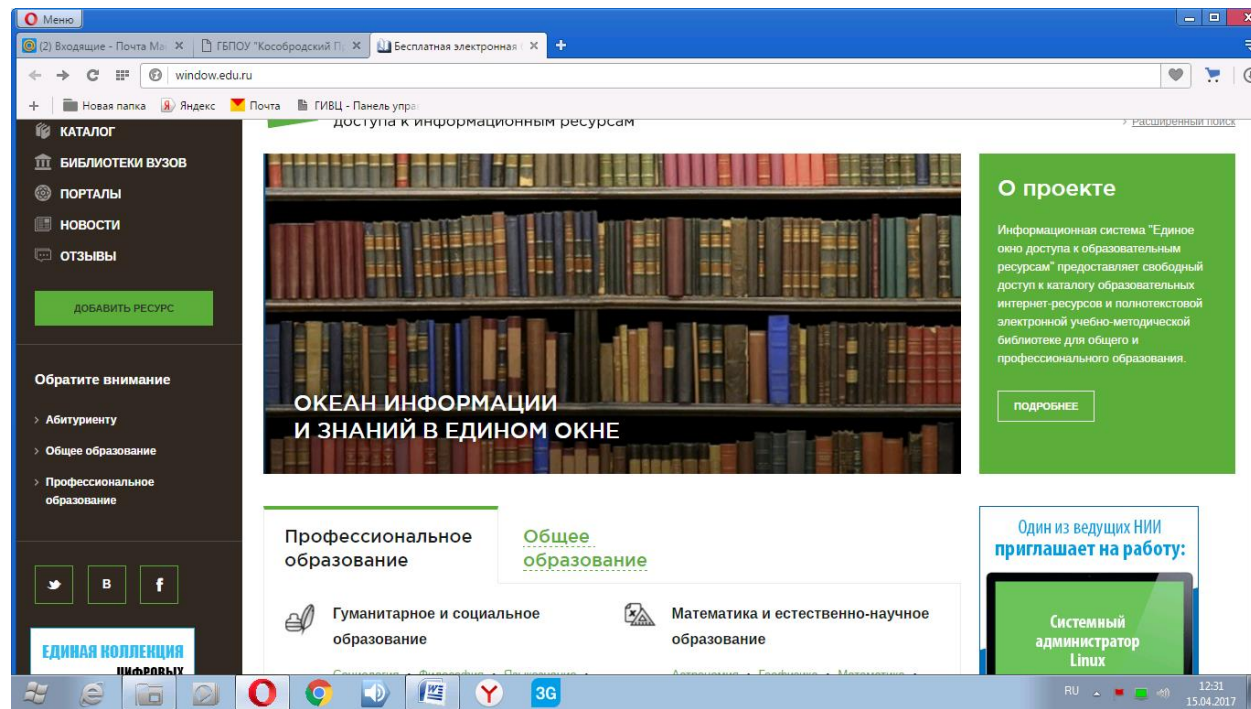 Меню
(2) Входящие - Почта Ма
ГБПОУ "Кособродский П
Бесплатная электронная
window.edu.ru
Новая папка
Яндекс
Почта
ГИВЦ - Панель упра
КАТАЛОГ
БИБЛИОТЕКИ ВУЗОВ
ПОРТАЛЫ
НОВОСТИ
ОТЗЫВЫ
ДОБАВИТЬ РЕСУРС
Обратите внимание
Абитуриенту
Общее образование
Профессиональное
образование
В
f
ЕДИНАЯ КОЛЛЕКЦИЯ
ЦИФРОВЫХ
доступа к информационным ресурсам
Расширенный поиск
ОКЕАН ИНФОРМАЦИИ
И ЗНАНИЙ В ЕДИНОМ ОКНЕ
О проекте
Информационная система "Единое
окно доступа к образовательным
ресурсам" предоставляет свободный
доступ к каталогу образовательных
интернет-ресурсов и полнотекстовой
электронной учебно-методической
библиотеке для общего и
профессионального образования.
ПОДРОБНЕЕ
Профессиональное
образование
Общее
образование
Гуманитарное и социальное
образование
Математика и естественно-научное
образование
Один из ведущих НИИ
приглашает на работу:
Системный
администратор
Linux
3G
RU
12:31
15.04.2017